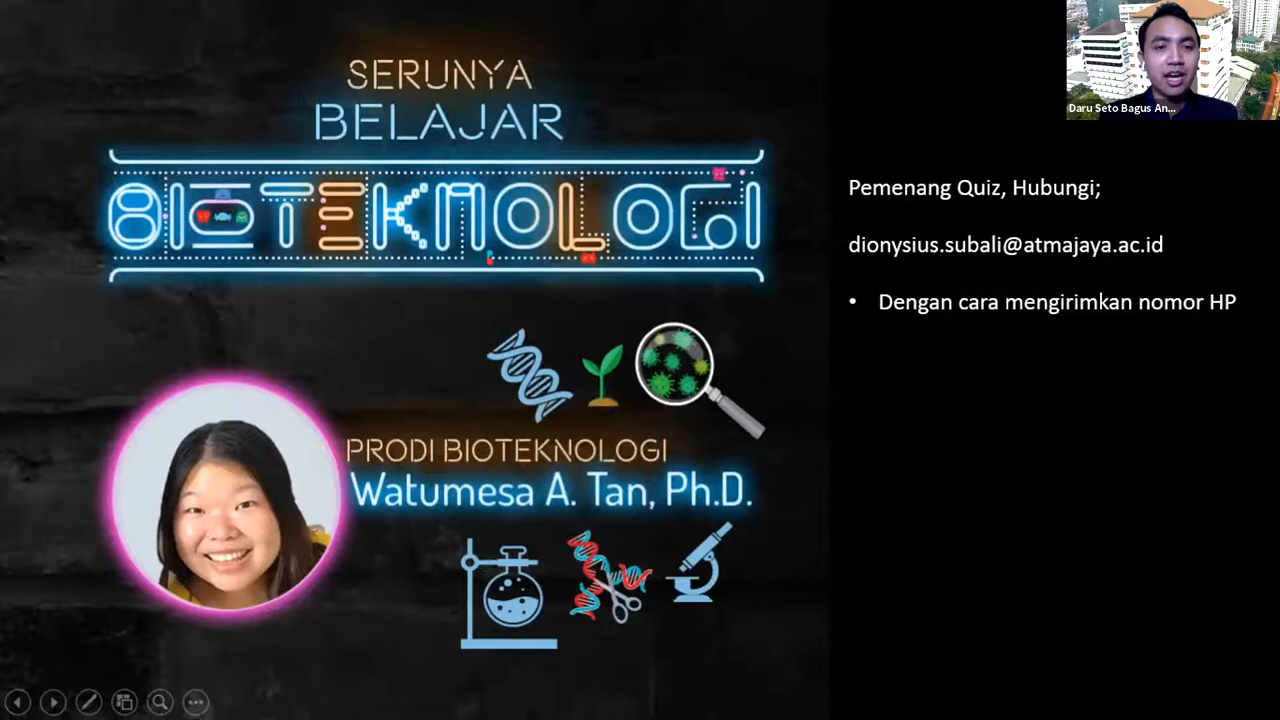 SERUNYA
BELAJAR
BIOTEKNOLOGI
PRODI BIOTEKNOLOGI
Watumesa A. Tan, Ph.D.
Daru Seto Bagus An...
Pemenang Quiz, Hubungi;
dionysius.subali@atmajaya.ac.id
• Dengan cara mengirimkan nomor HP